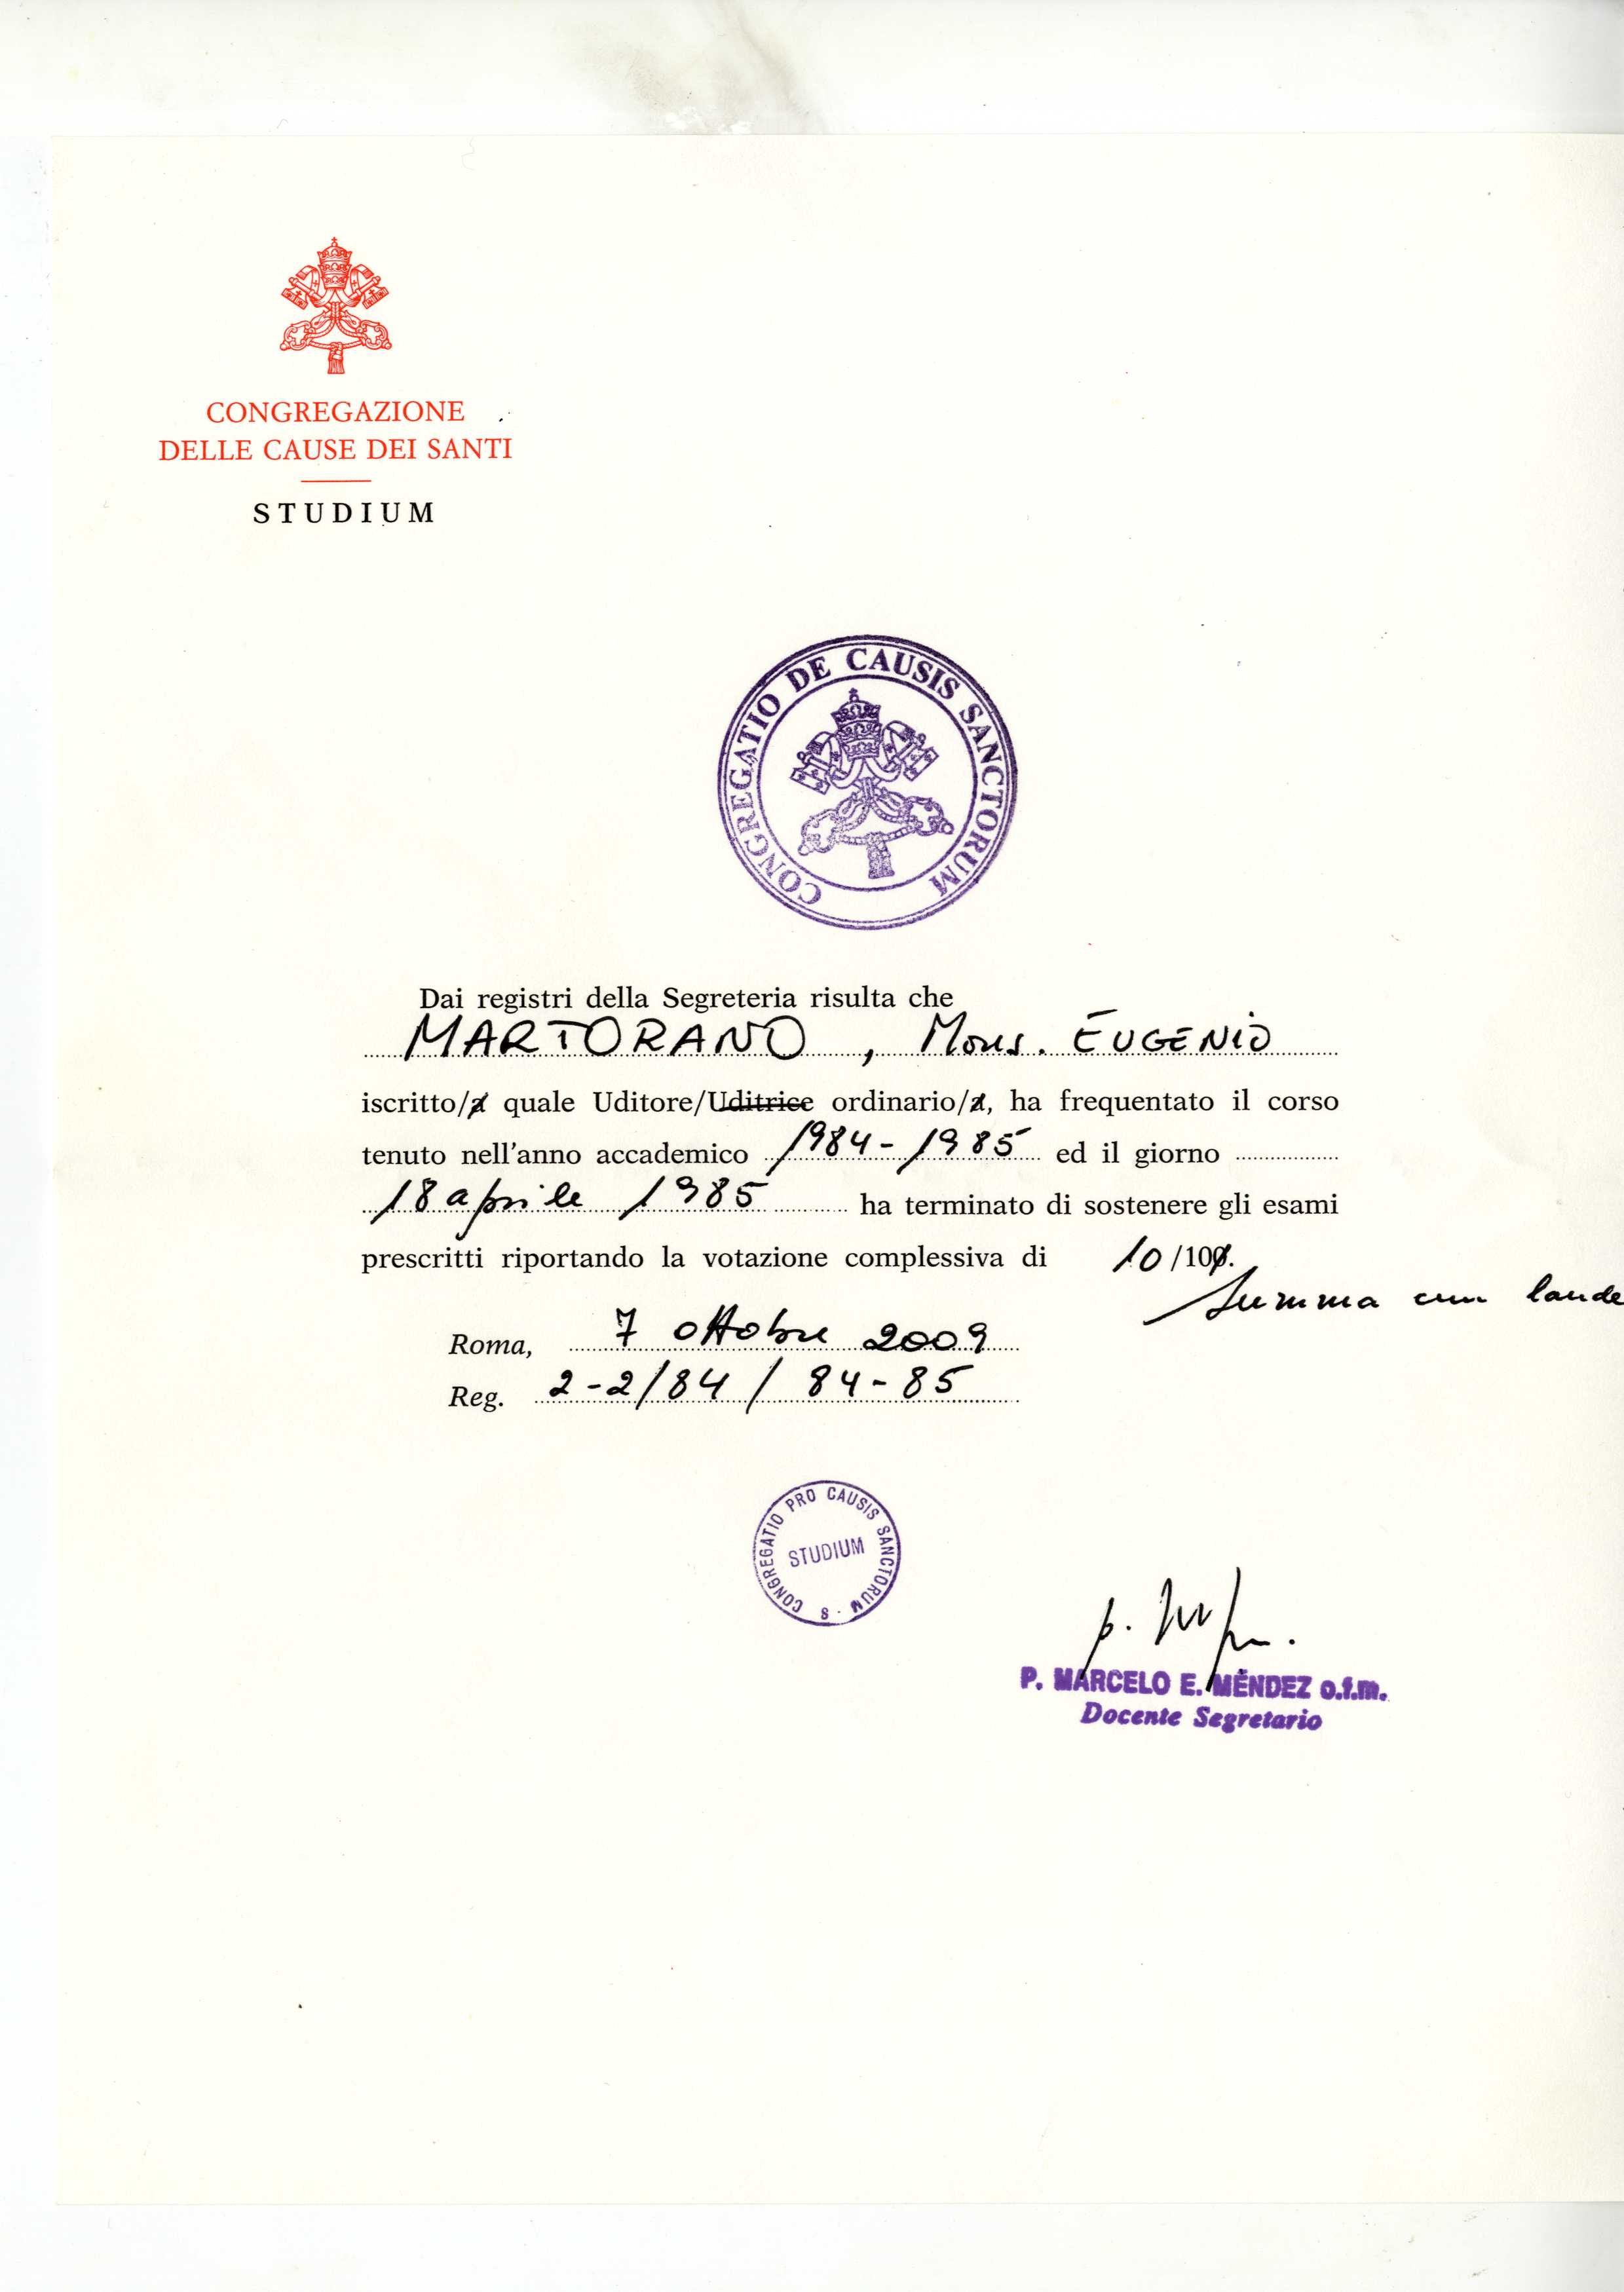 CONGREGAZIONE
DELLE CAUSE DEI SANTI
STUDIUM
CONGREGATIO DE CAUSIS SANCTORUM
Dai registri della Segreteria risulta che
MARTORANO, Mons. EUGENIO
iscritto/a quale Uditore/Uditrice ordinario/a, ha frequentato il corso
tenuto nell'anno accademico 1984-1985 ed il giorno
18 aprile 1985 ha terminato di sostenere gli esami
prescritti riportando la votazione complessiva di 10/100.
Summa cum laude
Roma, 7 ottobre 2009
Reg. 2-2/84/84-85
CONGREGATIO PRO CAUSIS SANCTORUM
STUDIUM
P. MARCELO E. MÉNDEZ o.f.m.
Docente Segretario